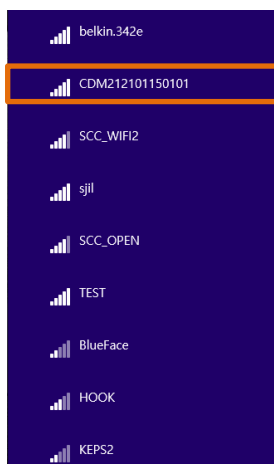 belkin.342e
CDM212101150101
SCC_WIFI2
sjil
SCC_OPEN
TEST
BlueFace
HOOK
KEPS2